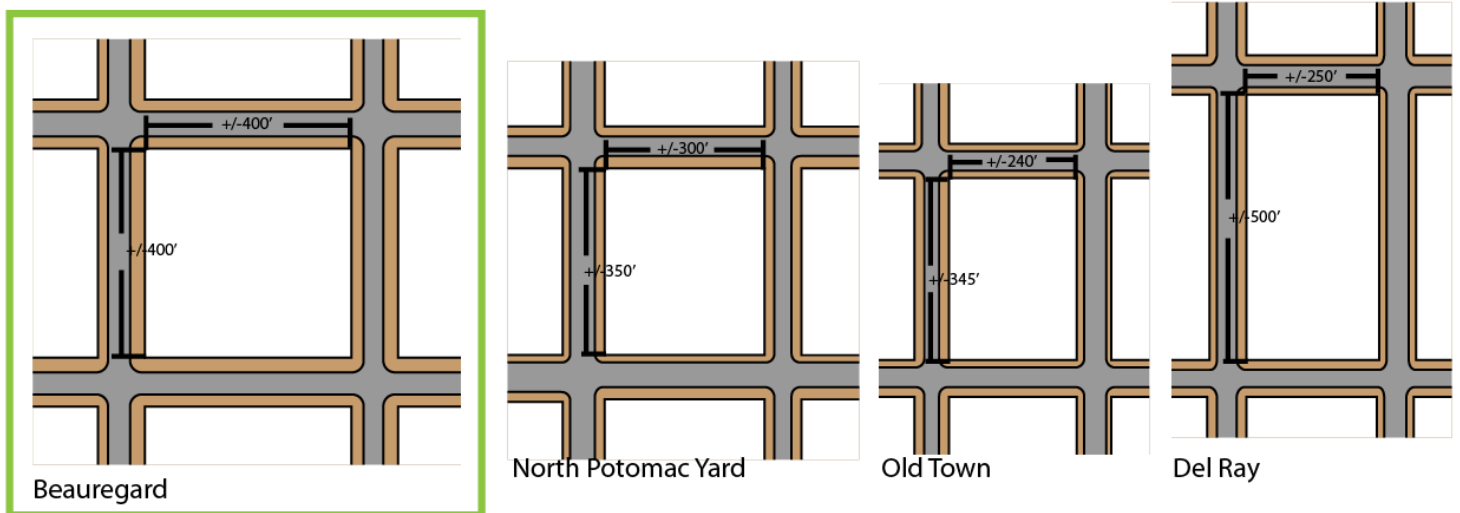 +/-400’
+/-400’
Beauregard
+/-300’
+/-350’
North Potomac Yard
+/-240’
+/-345’
Old Town
+/-250’
+/-500’
Del Ray